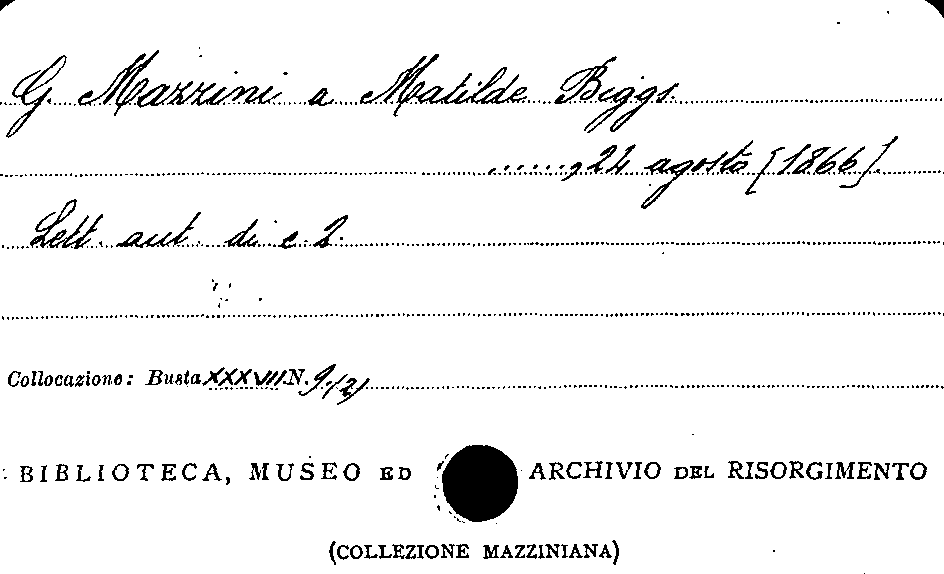 G. Mazzini a Matilde Biggs.
......, 24 agosto [1866].
Lett. aut. di c. 2.
Collocazione: Busta XXXVIII N. 9/(2)
BIBLIOTECA, MUSEO ED ARCHIVIO DEL RISORGIMENTO
(COLLEZIONE MAZZINIANA)